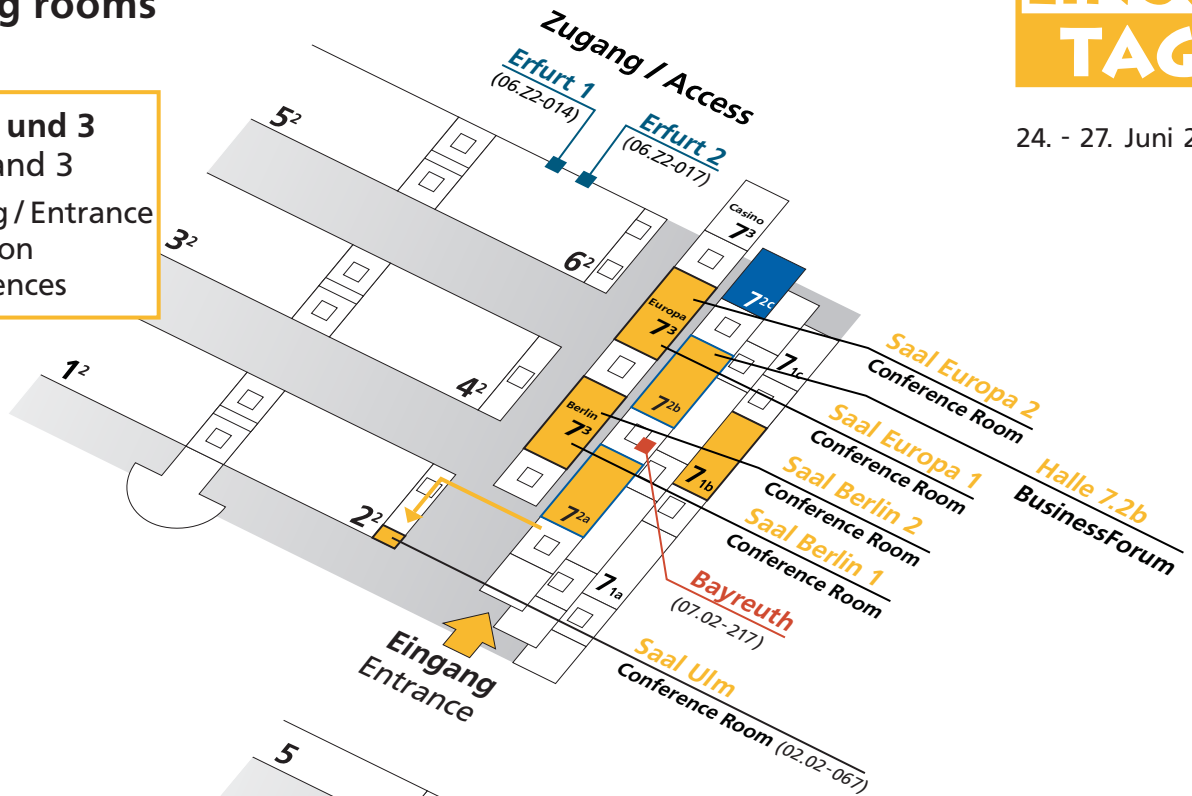 g rooms
TAG
24. - 27. Juni 2
und 3
and 3
g / Entrance
on
ences
Zugang / Access
Erfurt 1
(06.Z2-014)
Erfurt 2
(06.Z2-017)
5²
3²
6²
1²
4²
2²
Casino
7³
7²ᶜ
Europa
7³
7₁c
7²ᵇ
Berlin
7³
7₁b
7²ᵃ
7₁a
Saal Europa 2
Conference Room
Saal Europa 1
Conference Room
Halle 7.2b
BusinessForum
Saal Berlin 2
Conference Room
Saal Berlin 1
Conference Room
Bayreuth
(07.02-217)
Saal Ulm
Conference Room (02.02-067)
Eingang
Entrance
5